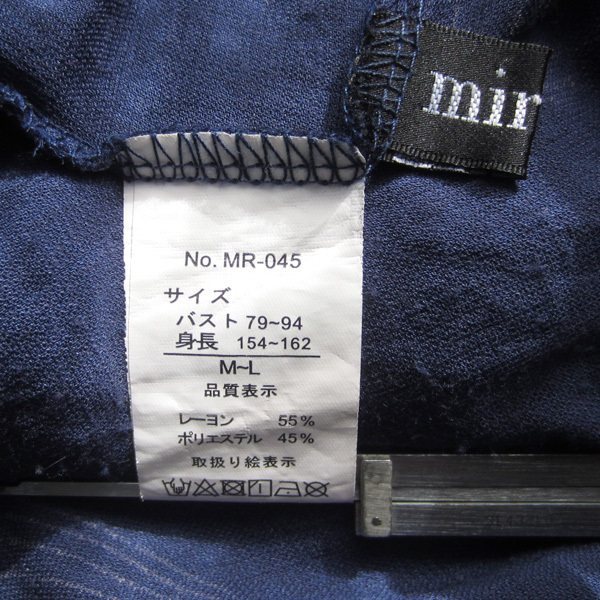 mir
No. MR-045
サイズ
バスト 79~94
身長 154~162
M~L
品質表示
レーヨン 55%
ポリエステル 45%
取扱り絵表示